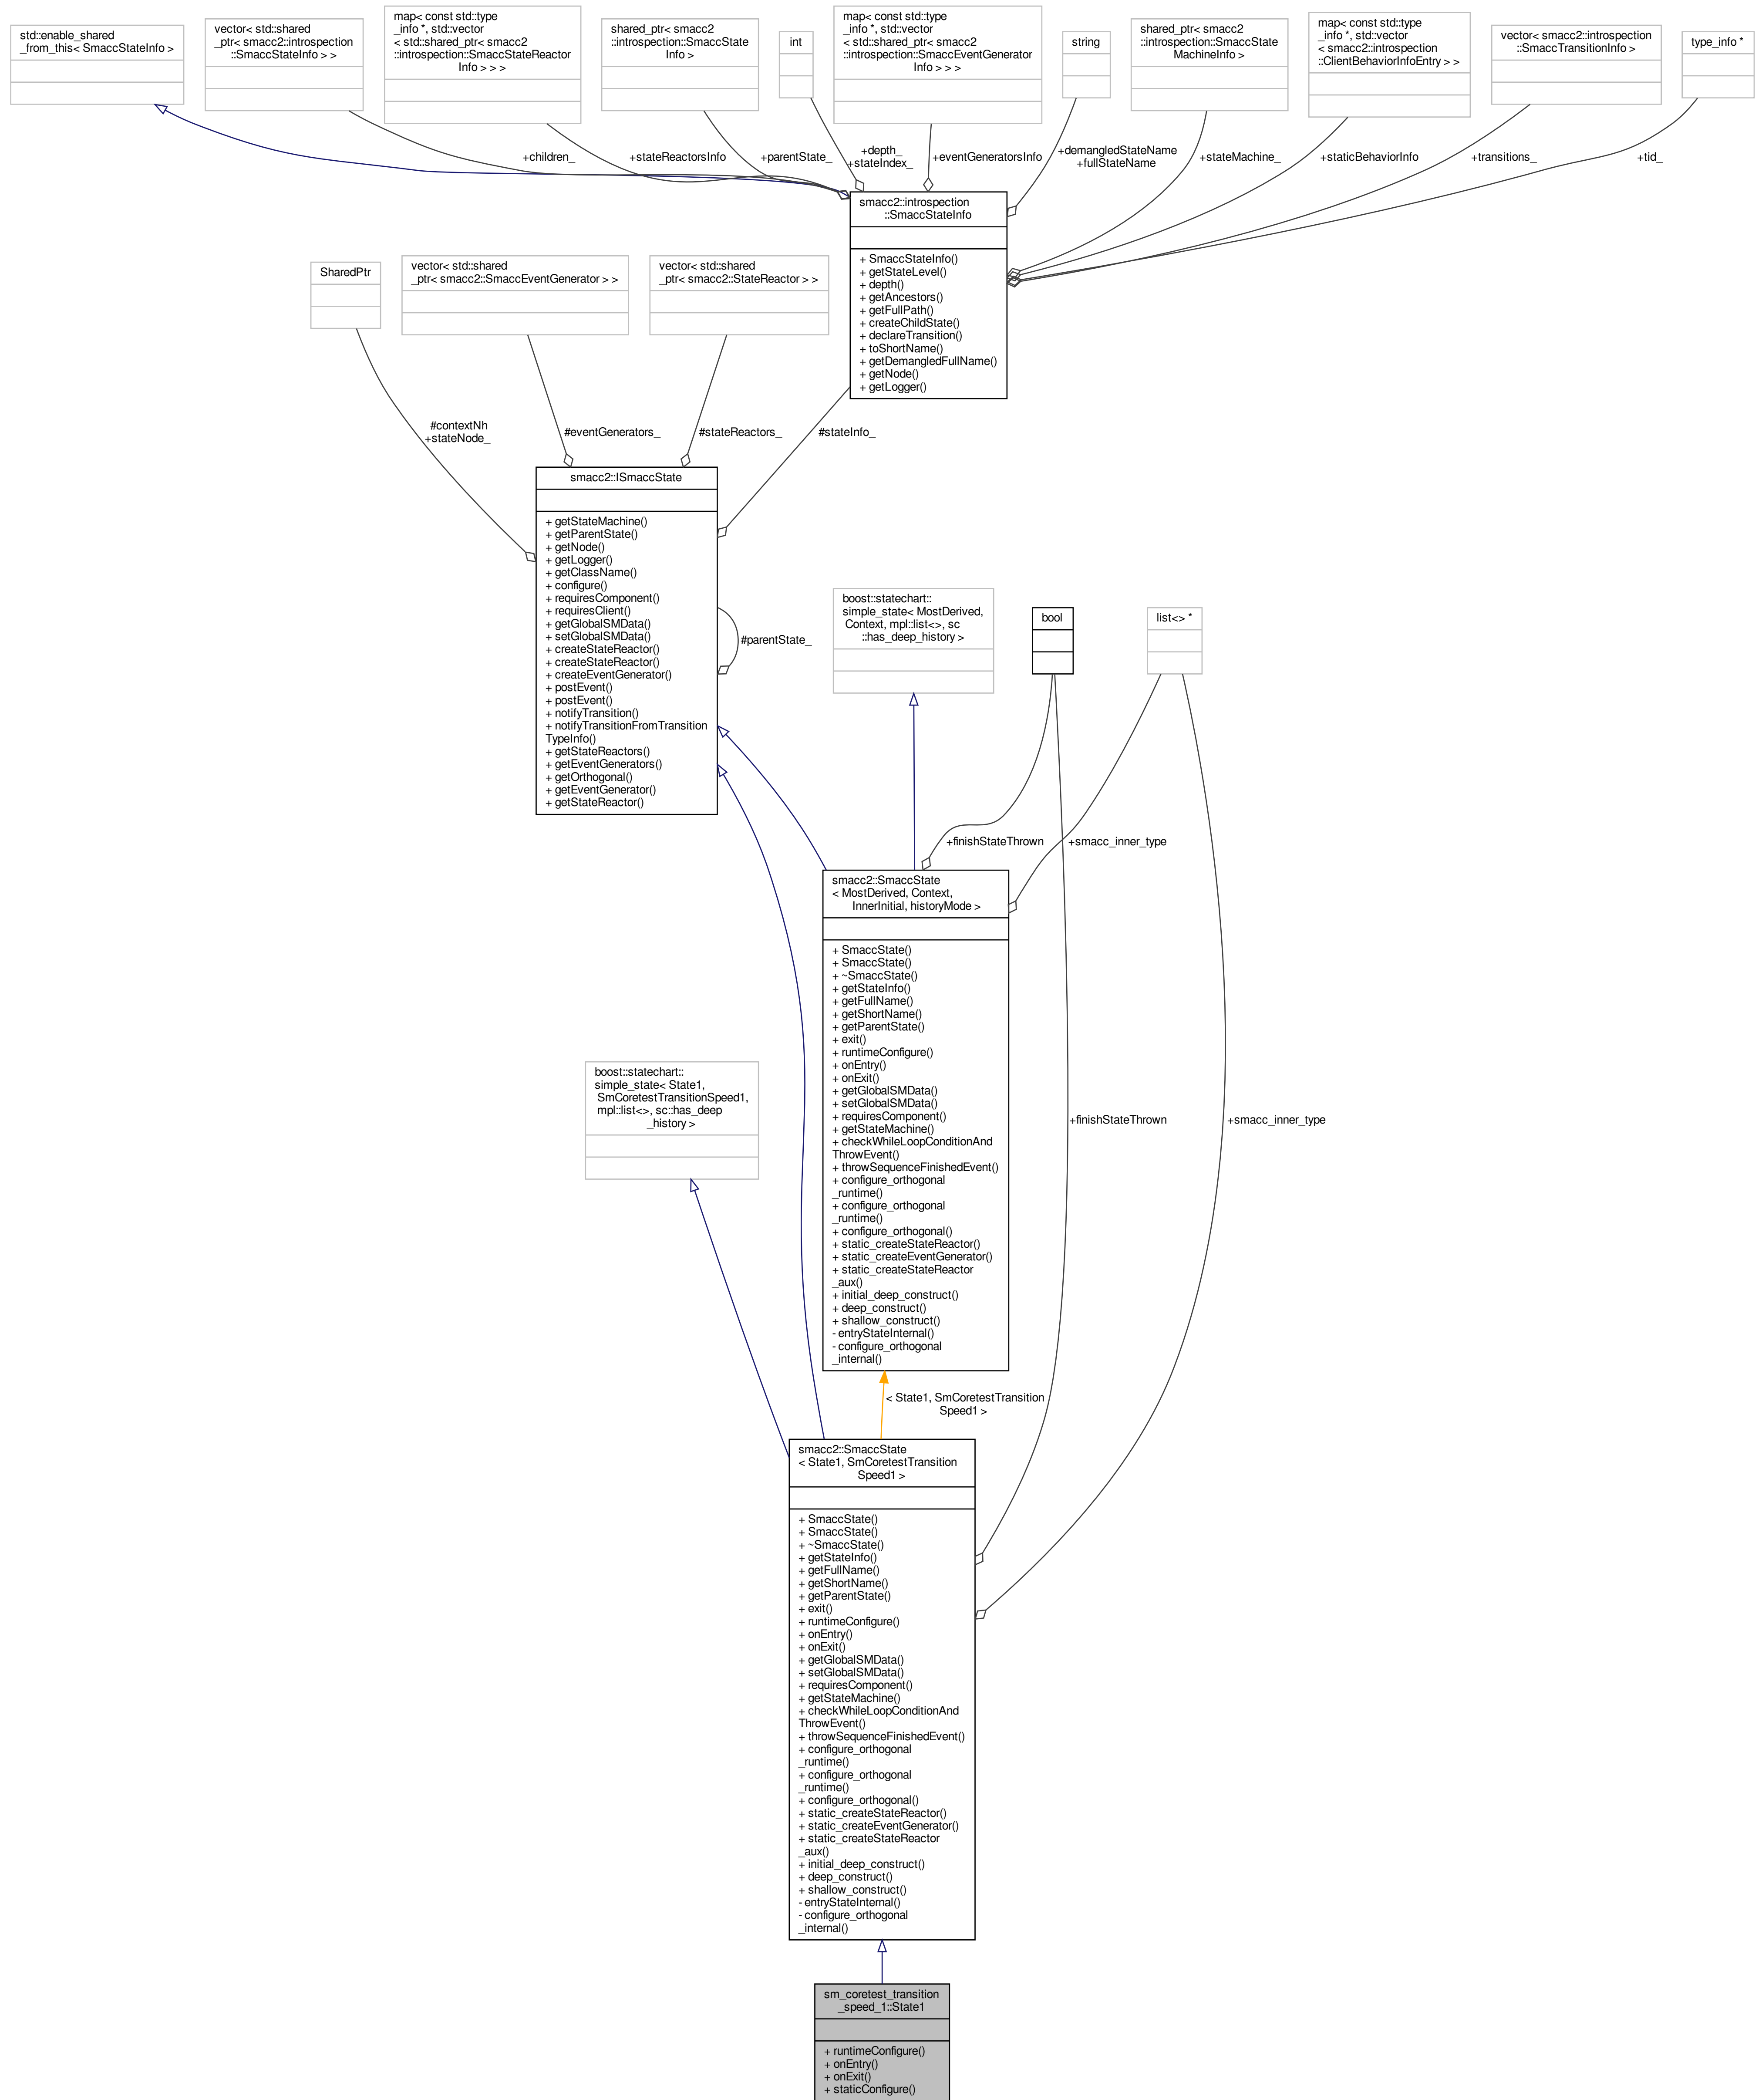 std::enable_shared
_from_this< SmaccStateInfo >
vector< std::shared
_ptr< smacc2::introspection
::SmaccStateInfo > >
map< const std::type
_info *, std::vector
< std::shared_ptr< smacc2
::introspection::SmaccStateReactor
Info > > >
shared_ptr< smacc2
::introspection::SmaccState
Info >
int
map< const std::type
_info *, std::vector
< std::shared_ptr< smacc2
::introspection::SmaccEventGenerator
Info > > >
string
shared_ptr< smacc2
::introspection::SmaccState
MachineInfo >
map< const std::type
_info *, std::vector
< smacc2::introspection
::ClientBehaviorInfoEntry > >
vector< smacc2::introspection
::SmaccTransitionInfo >
type_info *
+children_
+stateReactorsInfo
+parentState_
+depth_
+stateIndex_
+eventGeneratorsInfo
+demangledStateName
+fullStateName
+stateMachine_
+staticBehaviorInfo
+transitions_
+tid_
smacc2::introspection
::SmaccStateInfo
+ SmaccStateInfo()
+ getStateLevel()
+ depth()
+ getAncestors()
+ getFullPath()
+ createChildState()
+ declareTransition()
+ toShortName()
+ getDemangledFullName()
+ getNode()
+ getLogger()
SharedPtr
vector< std::shared
_ptr< smacc2::SmaccEventGenerator > >
vector< std::shared
_ptr< smacc2::StateReactor > >
#contextNh
+stateNode_
#eventGenerators_
#stateReactors_
#stateInfo_
smacc2::ISmaccState
+ getStateMachine()
+ getParentState()
+ getNode()
+ getLogger()
+ getClassName()
+ configure()
+ requiresComponent()
+ requiresClient()
+ getGlobalSMData()
+ setGlobalSMData()
+ createStateReactor()
+ createStateReactor()
+ createEventGenerator()
+ postEvent()
+ postEvent()
+ notifyTransition()
+ notifyTransitionFromTransition
TypeInfo()
+ getStateReactors()
+ getEventGenerators()
+ getOrthogonal()
+ getEventGenerator()
+ getStateReactor()
#parentState_
boost::statechart::
simple_state< MostDerived,
Context, mpl::list<>, sc
::has_deep_history >
bool
list<> *
+finishStateThrown
+smacc_inner_type
smacc2::SmaccState
< MostDerived, Context,
InnerInitial, historyMode >
+ SmaccState()
+ SmaccState()
+ ~SmaccState()
+ getStateInfo()
+ getFullName()
+ getShortName()
+ getParentState()
+ exit()
+ runtimeConfigure()
+ onEntry()
+ onExit()
+ getGlobalSMData()
+ setGlobalSMData()
+ requiresComponent()
+ getStateMachine()
+ checkWhileLoopConditionAnd
ThrowEvent()
+ throwSequenceFinishedEvent()
+ configure_orthogonal
_runtime()
+ configure_orthogonal
_runtime()
+ configure_orthogonal()
+ static_createStateReactor()
+ static_createEventGenerator()
+ static_createStateReactor
_aux()
+ initial_deep_construct()
+ deep_construct()
+ shallow_construct()
- entryStateInternal()
- configure_orthogonal
_internal()
boost::statechart::
simple_state< State1,
SmCoretestTransitionSpeed1,
mpl::list<>, sc::has_deep
_history >
+finishStateThrown
+smacc_inner_type
< State1, SmCoretestTransition
Speed1 >
smacc2::SmaccState
< State1, SmCoretestTransition
Speed1 >
+ SmaccState()
+ SmaccState()
+ ~SmaccState()
+ getStateInfo()
+ getFullName()
+ getShortName()
+ getParentState()
+ exit()
+ runtimeConfigure()
+ onEntry()
+ onExit()
+ getGlobalSMData()
+ setGlobalSMData()
+ requiresComponent()
+ getStateMachine()
+ checkWhileLoopConditionAnd
ThrowEvent()
+ throwSequenceFinishedEvent()
+ configure_orthogonal
_runtime()
+ configure_orthogonal
_runtime()
+ configure_orthogonal()
+ static_createStateReactor()
+ static_createEventGenerator()
+ static_createStateReactor
_aux()
+ initial_deep_construct()
+ deep_construct()
+ shallow_construct()
- entryStateInternal()
- configure_orthogonal
_internal()
sm_coretest_transition
_speed_1::State1
+ runtimeConfigure()
+ onEntry()
+ onExit()
+ staticConfigure()